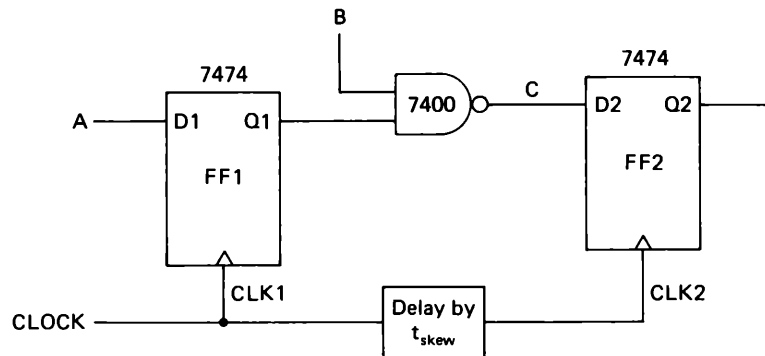 B
7474
7474
A
D1 Q1
7400
C
D2 Q2
FF1
FF2
CLK1
CLK2
CLOCK
Delay by
t_skew